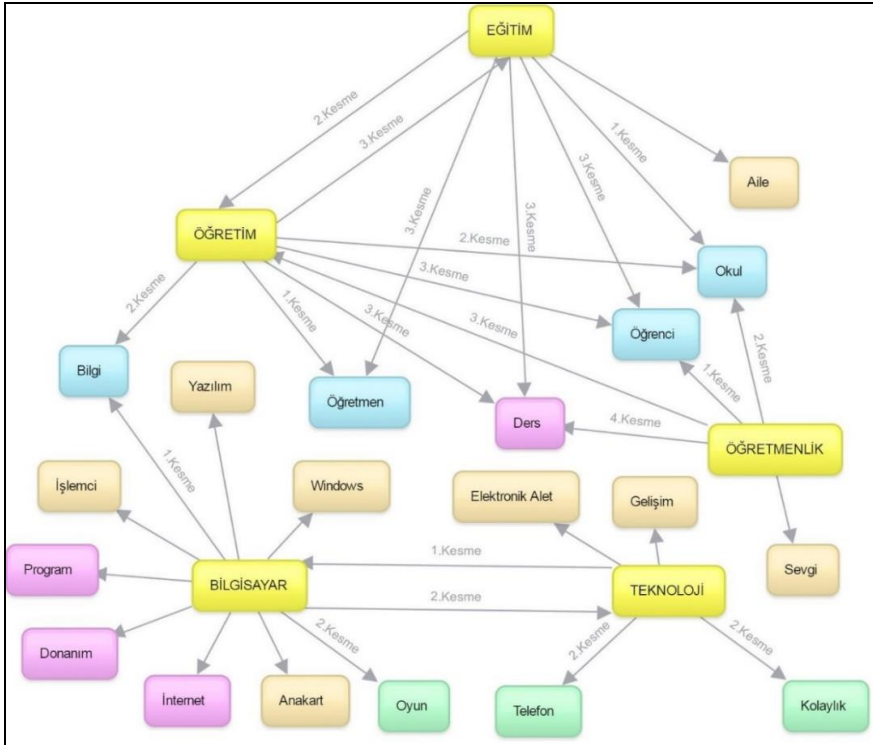 EĞİTİM
2.Kesme
3.Kesme
1.Kesme
3.Kesme
3.Kesme
3.Kesme
Aile
ÖĞRETİM
2.Kesme
Okul
3.Kesme
2.Kesme
1.Kesme
3.Kesme
3.Kesme
Öğrenci
2.Kesme
Bilgi
Yazılım
Öğretmen
1.Kesme
Ders
4.Kesme
ÖĞRETMENLİK
1.Kesme
İşlemci
Windows
Elektronik Alet
Gelişim
1.Kesme
Program
BİLGİSAYAR
TEKNOLOJİ
Sevgi
2.Kesme
Donanım
2.Kesme
2.Kesme
2.Kesme
İnternet
Anakart
Oyun
Telefon
Kolaylık